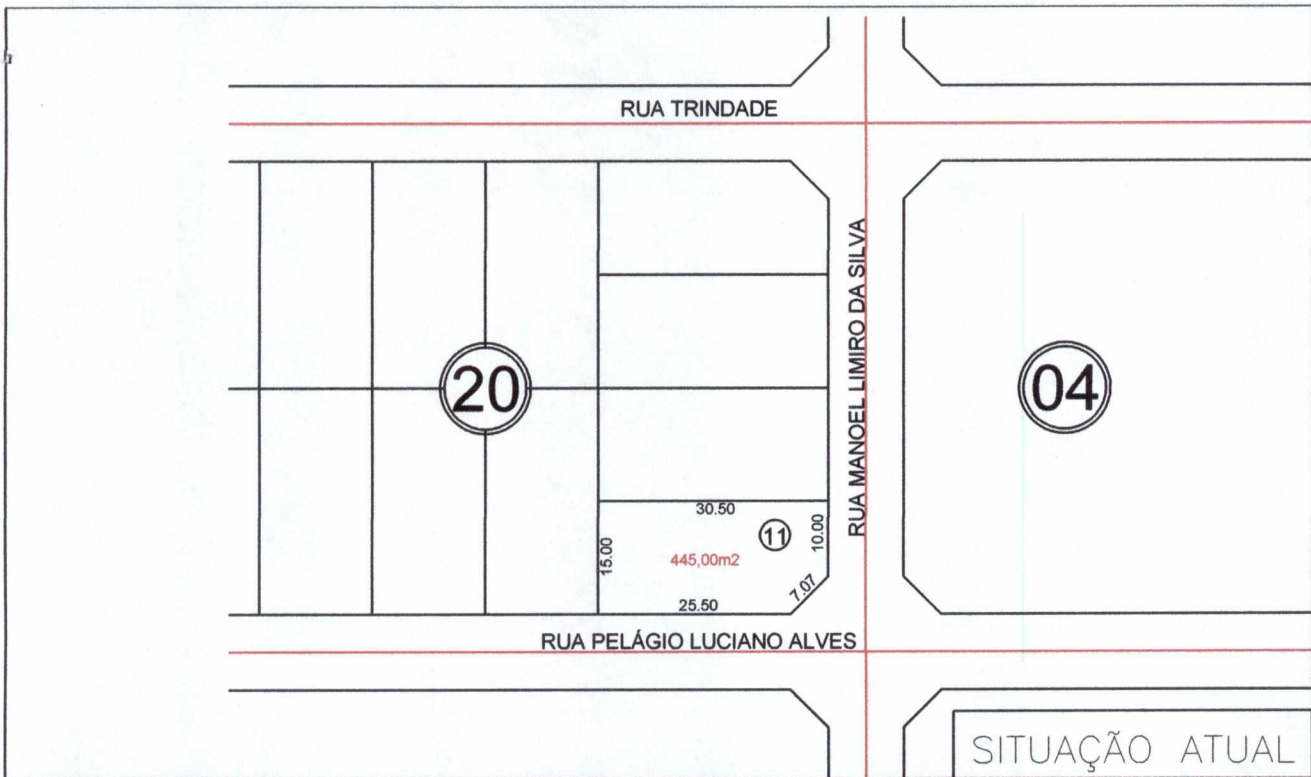 RUA TRINDADE
RUA MANOEL LIMIRO DA SILVA
20
04
30.50
11
10.00
15.00
445,00m2
7.07
25.50
RUA PELÁGIO LUCIANO ALVES
SITUAÇÃO ATUAL